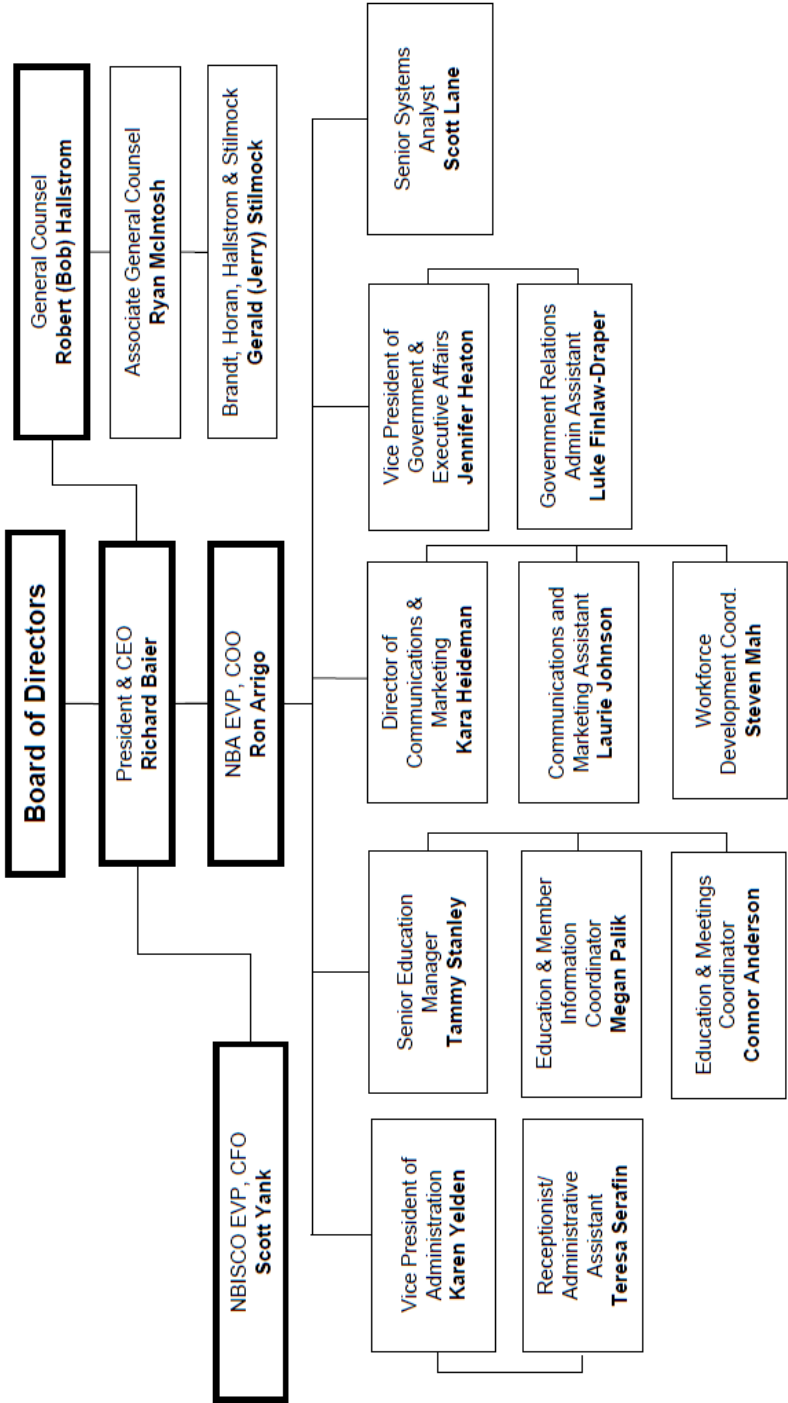 Board of Directors
President & CEO
Richard Baier
General Counsel
Robert (Bob) Hallstrom
Associate General Counsel
Ryan McIntosh
Brandt, Horan, Hallstrom & Stilmock
Gerald (Jerry) Stilmock
NBISCO EVP, CFO
Scott Yank
NBA EVP, COO
Ron Arrigo
Vice President of
Administration
Karen Yelden
Receptionist/
Administrative
Assistant
Teresa Serafin
Senior Education
Manager
Tammy Stanley
Education & Member
Information
Coordinator
Megan Palik
Education & Meetings
Coordinator
Connor Anderson
Director of
Communications &
Marketing
Kara Heideman
Communications and
Marketing Assistant
Laurie Johnson
Workforce
Development Coord.
Steven Mah
Vice President of
Government &
Executive Affairs
Jennifer Heaton
Government Relations
Admin Assistant
Luke Finlaw-Draper
Senior Systems
Analyst
Scott Lane